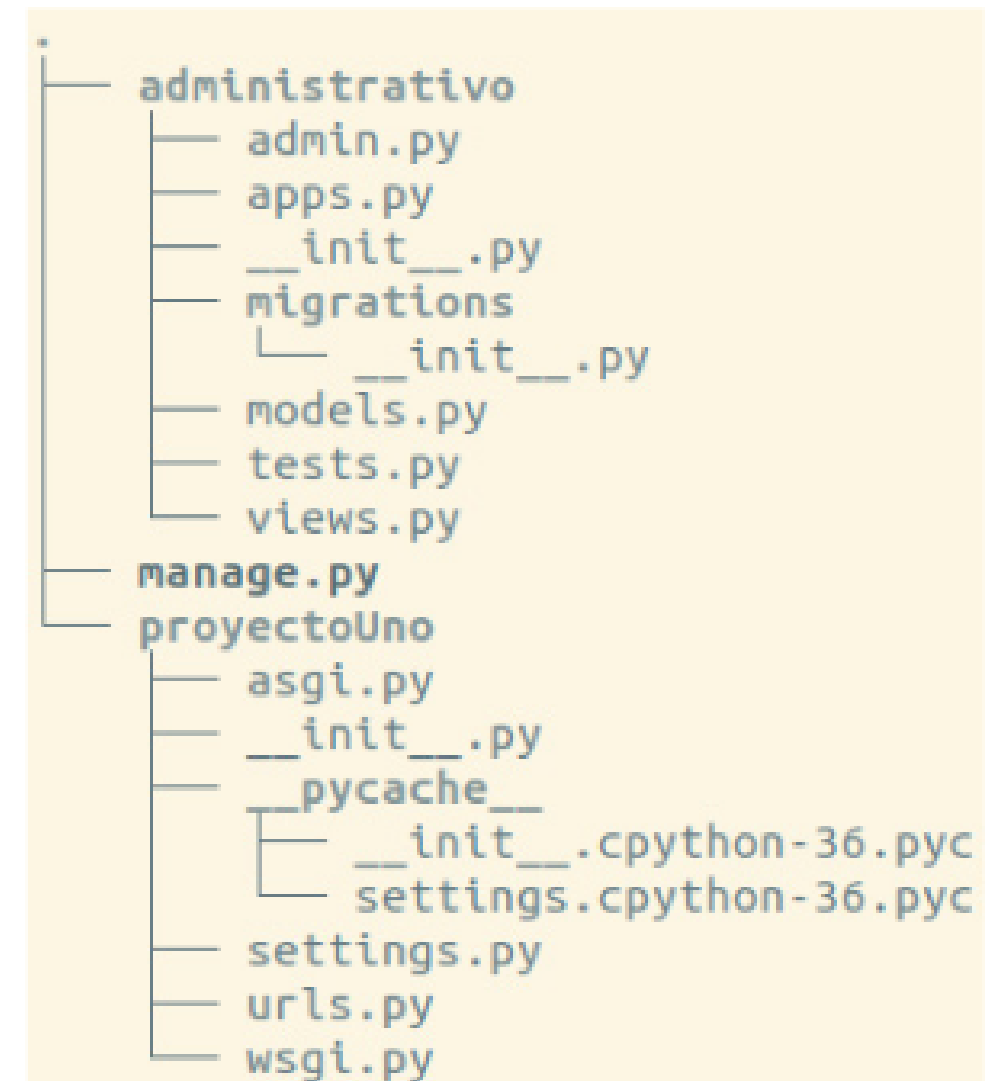 .
administrativo
admin.py
apps.py
__init__.py
migrations
__init__.py
models.py
tests.py
views.py
manage.py
proyectoUno
asgi.py
__init__.py
__pycache__
__init__.cpython-36.pyc
settings.cpython-36.pyc
settings.py
urls.py
wsgi.py